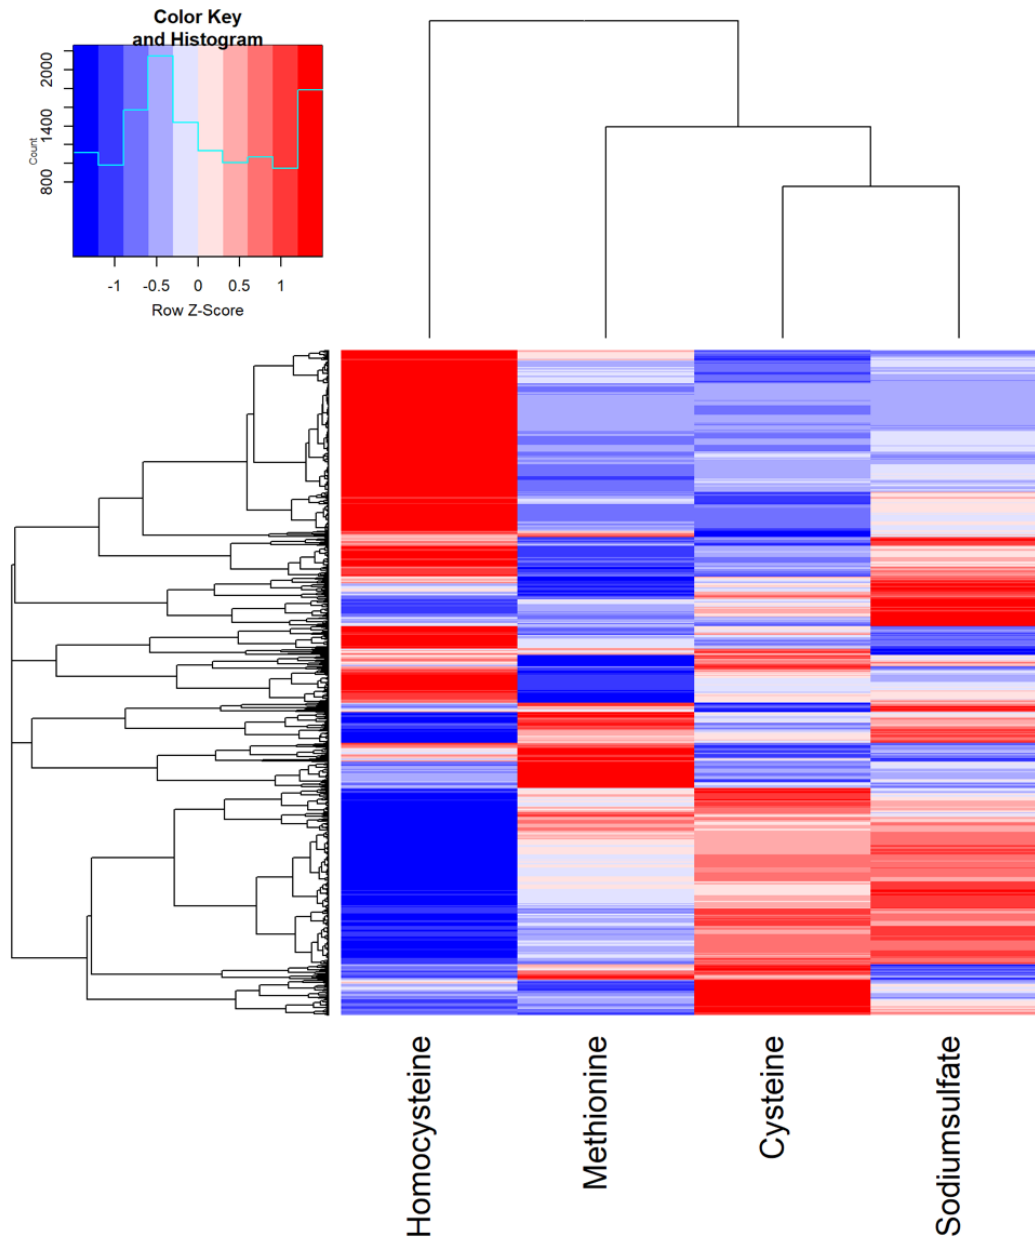 Color Key
and Histogram
Count
800
1400
2000
-1 -0.5 0 0.5 1
Row Z-Score
Homocysteine
Methionine
Cysteine
Sodiumsulfate